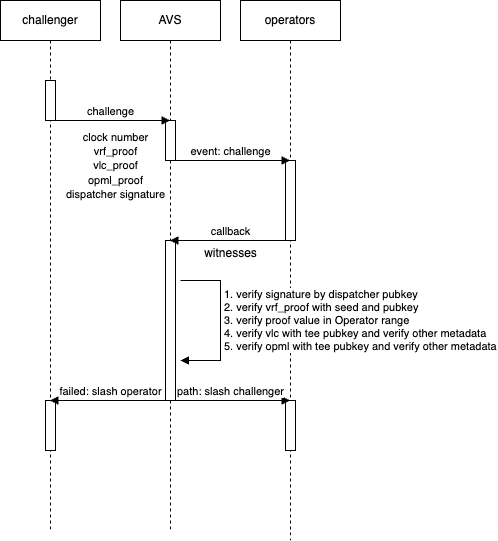 challenger
AVS
operators
challenge
clock number
vrf_proof
vlc_proof
opml_proof
dispatcher signature
event: challenge
callback
witnesses
1. verify signature by dispatcher pubkey
2. verify vrf_proof with seed and pubkey
3. verify proof value in Operator range
4. verify vlc with tee pubkey and verify other metadata
5. verify opml with tee pubkey and verify other metadata
failed: slash operator
path: slash challenger